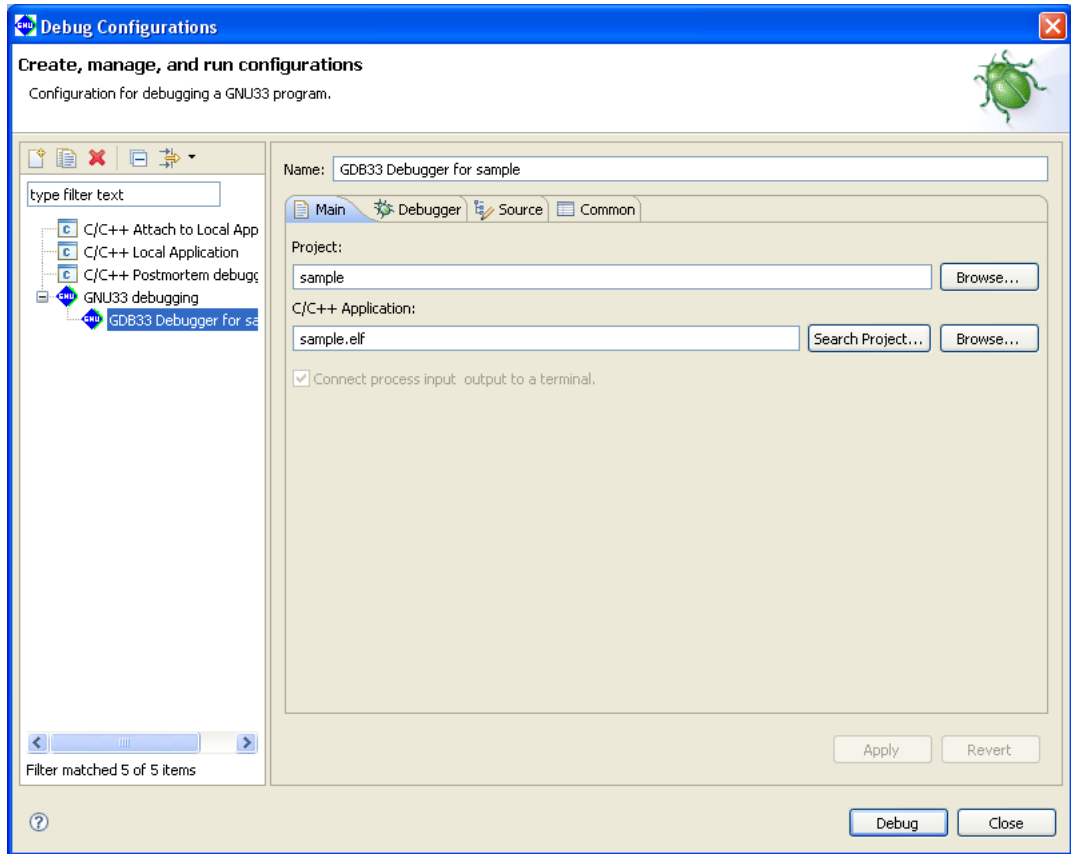 Debug Configurations
Create, manage, and run configurations
Configuration for debugging a GNU33 program.
type filter text
C/C++ Attach to Local App
C/C++ Local Application
C/C++ Postmortem debugg
GNU33 debugging
GDB33 Debugger for sa
Filter matched 5 of 5 items
Name: GDB33 Debugger for sample
Main Debugger Source Common
Project:
sample Browse...
C/C++ Application:
sample.elf Search Project... Browse...
Connect process input output to a terminal.
Apply Revert
Debug Close